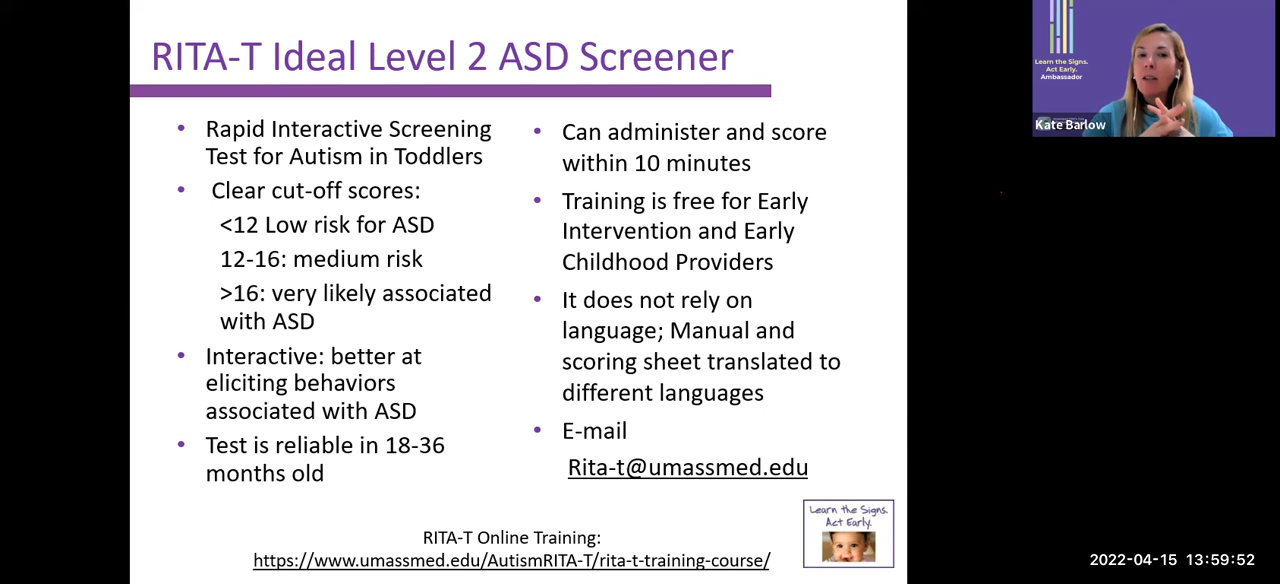 RITA-T Ideal Level 2 ASD Screener
• Rapid Interactive Screening
Test for Autism in Toddlers
• Clear cut-off scores:
<12 Low risk for ASD
12-16: medium risk
>16: very likely associated
with ASD
• Interactive: better at
eliciting behaviors
associated with ASD
• Test is reliable in 18-36
months old
• Can administer and score
within 10 minutes
• Training is free for Early
Intervention and Early
Childhood Providers
• It does not rely on
language; Manual and
scoring sheet translated to
different languages
• E-mail
Rita-t@umassmed.edu
RITA-T Online Training:
https://www.umassmed.edu/AutismRITA-T/rita-t-training-course/
Learn the Signs.
Act Early.
Learn the Signs.
Act Early.
Ambassador
Kate Barlow
2022-04-15 13:59:52